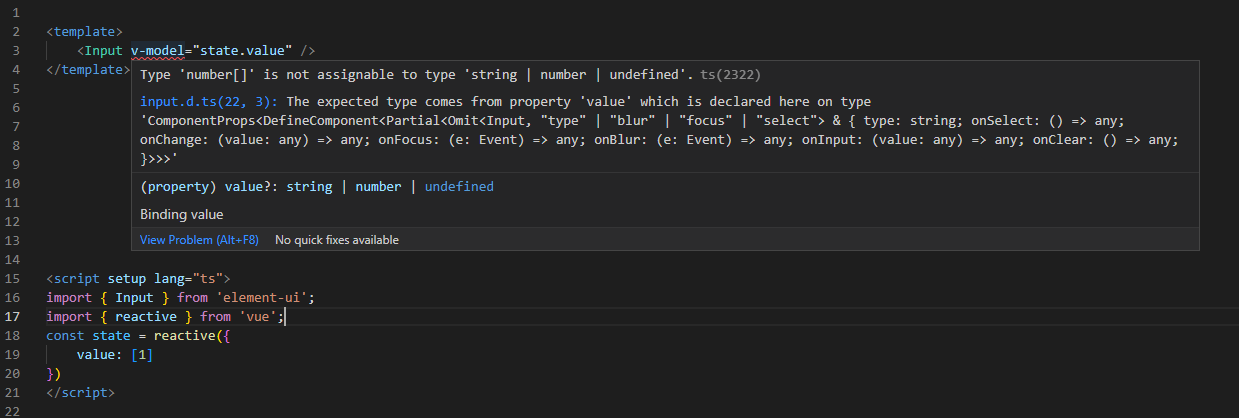 1
2 <template>
3 <Input v-model="state.value" />
4 </template>
Type 'number[]' is not assignable to type 'string | number | undefined'. ts(2322)
5
input.d.ts(22, 3): The expected type comes from property 'value' which is declared here on type
6
'ComponentProps<DefineComponent<Partial<Omit<Input, "type" | "blur" | "focus" | "select"> & { type: string; onSelect: () => any;
7
onChange: (value: any) => any; onFocus: (e: Event) => any; onBlur: (e: Event) => any; onInput: (value: any) => any; onClear: () => any;
8
}>>>'
9
10
(property) value?: string | number | undefined
11
Binding value
12
13
View Problem (Alt+F8) No quick fixes available
14
15 <script setup lang="ts">
16 import { Input } from 'element-ui';
17 import { reactive } from 'vue';
18 const state = reactive({
19 value: [1]
20 })
21 </script>
22